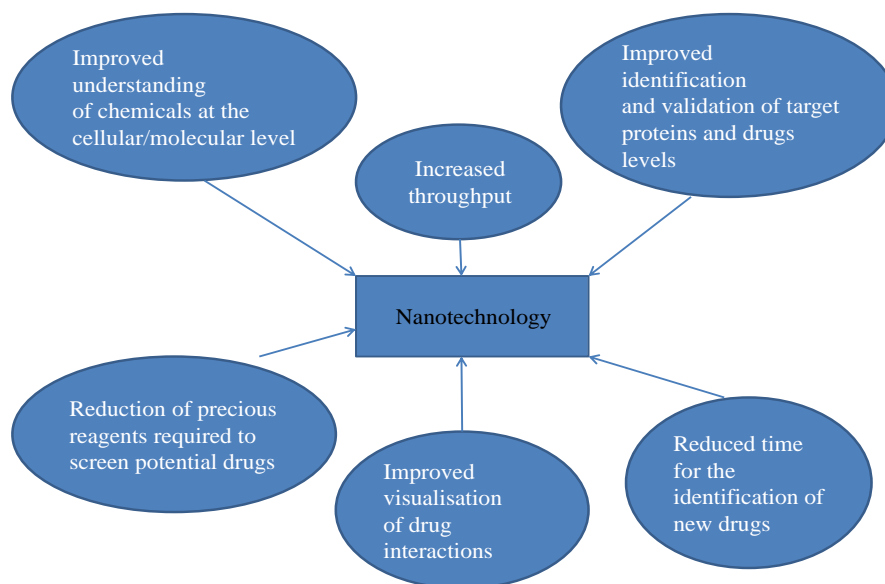 Improved
understanding
of chemicals at the
cellular/molecular level
Improved
identification
and validation of target
proteins and drugs
levels
Increased
throughput
Nanotechnology
Reduction of precious
reagents required to
screen potential drugs
Improved
visualisation
of drug
interactions
Reduced time
for the
identification of
new drugs